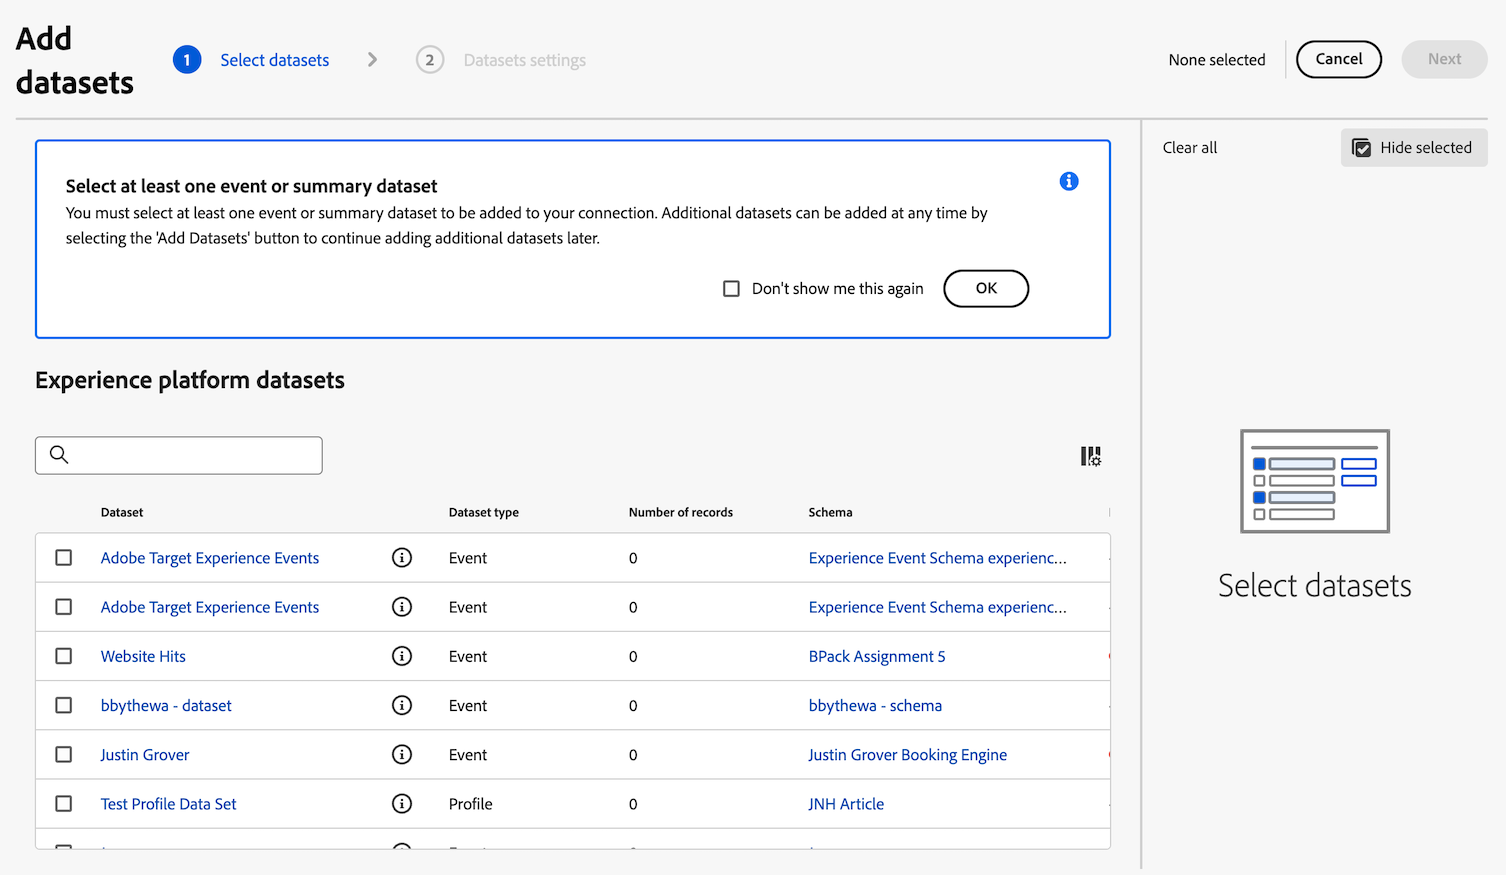 Add
datasets
1 Select datasets
2 Datasets settings
None selected
Cancel
Next
Clear all
Hide selected
Select at least one event or summary dataset
You must select at least one event or summary dataset to be added to your connection. Additional datasets can be added at any time by
selecting the 'Add Datasets' button to continue adding additional datasets later.
Don't show me this again
OK
Experience platform datasets
Dataset Dataset type Number of records Schema
Adobe Target Experience Events Event 0 Experience Event Schema experienc...
Adobe Target Experience Events Event 0 Experience Event Schema experienc...
Website Hits Event 0 BPack Assignment 5
bbythewa - dataset Event 0 bbythewa - schema
Justin Grover Event 0 Justin Grover Booking Engine
Test Profile Data Set Profile 0 JNH Article
Select datasets